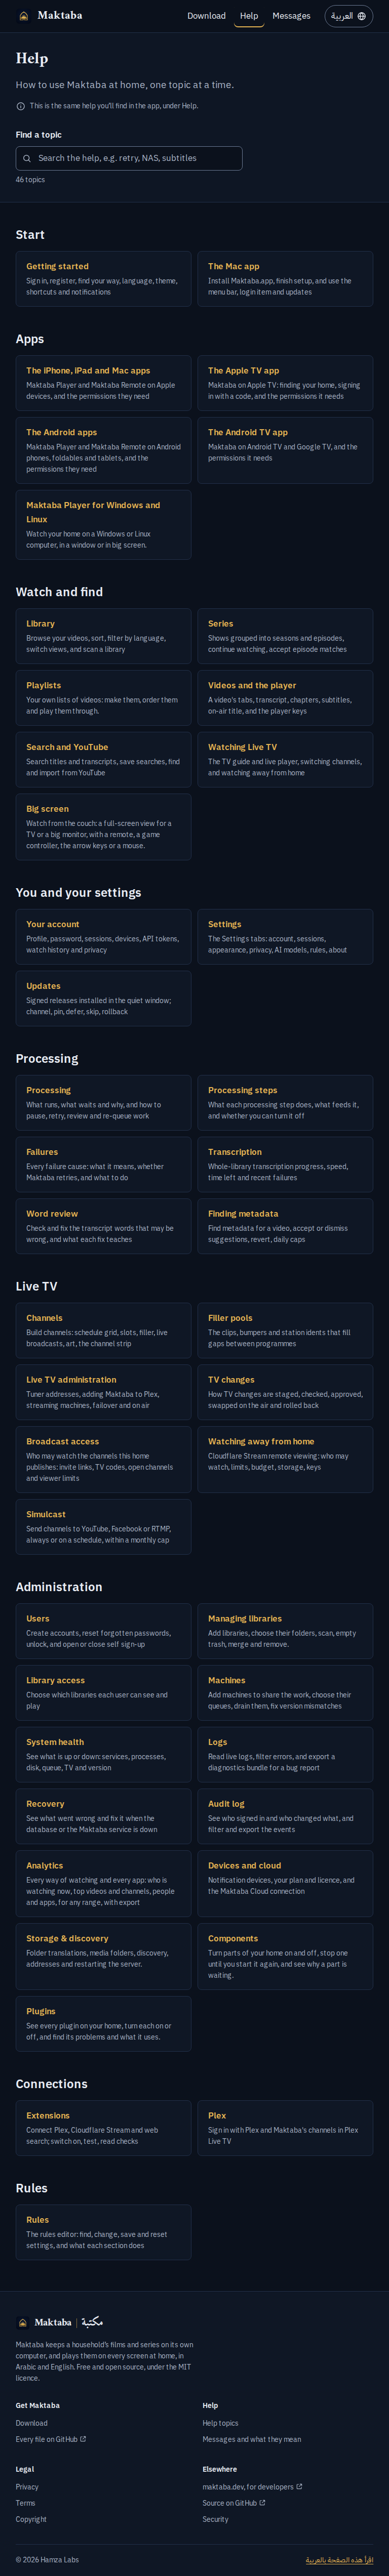 Maktaba
Download
Help
Messages
العربية
Help
How to use Maktaba at home, one topic at a time.
This is the same help you'll find in the app, under Help.
Find a topic
Search the help, e.g. retry, NAS, subtitles
46 topics
Start
Getting started
Sign in, register, find your way, language, theme,
shortcuts and notifications
The Mac app
Install Maktaba.app, finish setup, and use the
menu bar, login item and updates
Apps
The iPhone, iPad and Mac apps
Maktaba Player and Maktaba Remote on Apple
devices, and the permissions they need
The Apple TV app
Maktaba on Apple TV: finding your home, signing
in with a code, and the permissions it needs
The Android apps
Maktaba Player and Maktaba Remote on Android
phones, foldables and tablets, and the
permissions they need
The Android TV app
Maktaba on Android TV and Google TV, and the
permissions it needs
Maktaba Player for Windows and
Linux
Watch your home on a Windows or Linux
computer, in a window or in big screen.
Watch and find
Library
Browse your videos, sort, filter by language,
switch views, and scan a library
Series
Shows grouped into seasons and episodes,
continue watching, accept episode matches
Playlists
Your own lists of videos: make them, order them
and play them through.
Videos and the player
A video's tabs, transcript, chapters, subtitles,
on-air title, and the player keys
Search and YouTube
Search titles and transcripts, save searches, find
and import from YouTube
Watching Live TV
The TV guide and live player, switching channels,
and watching away from home
Big screen
Watch from the couch: a full-screen view for a
TV or a big monitor, with a remote, a game
controller, the arrow keys or a mouse.
You and your settings
Your account
Profile, password, sessions, devices, API tokens,
watch history and privacy
Settings
The Settings tabs: account, sessions,
appearance, privacy, AI models, rules, about
Updates
Signed releases installed in the quiet window;
channel, pin, defer, skip, rollback
Processing
Processing
What runs, what waits and why, and how to
pause, retry, review and re-queue work
Processing steps
What each processing step does, what feeds it,
and whether you can turn it off
Failures
Every failure cause: what it means, whether
Maktaba retries, and what to do
Transcription
Whole-library transcription progress, speed,
time left and recent failures
Word review
Check and fix the transcript words that may be
wrong, and what each fix teaches
Finding metadata
Find metadata for a video, accept or dismiss
suggestions, revert, daily caps
Live TV
Channels
Build channels: schedule grid, slots, filler, live
broadcasts, art, the channel strip
Filler pools
The clips, bumpers and station idents that fill
gaps between programmes
Live TV administration
Tuner addresses, adding Maktaba to Plex,
streaming machines, failover and on air
TV changes
How TV changes are staged, checked, approved,
swapped on the air and rolled back
Broadcast access
Who may watch the channels this home
publishes: invite links, TV codes, open channels
and viewer limits
Watching away from home
Cloudflare Stream remote viewing: who may
watch, limits, budget, storage, keys
Simulcast
Send channels to YouTube, Facebook or RTMP,
always or on a schedule, within a monthly cap
Administration
Users
Create accounts, reset forgotten passwords,
unlock, and open or close self sign-up
Managing libraries
Add libraries, choose their folders, scan, empty
trash, merge and remove.
Library access
Choose which libraries each user can see and
play
Machines
Add machines to share the work, choose their
queues, drain them, fix version mismatches
System health
See what is up or down: services, processes,
disk, queue, TV and version
Logs
Read live logs, filter errors, and export a
diagnostics bundle for a bug report
Recovery
See what went wrong and fix it when the
database or the Maktaba service is down
Audit log
See who signed in and who changed what, and
filter and export the events
Analytics
Every way of watching and every app: who is
watching now, top videos and channels, people
and apps, for any range, with export
Devices and cloud
Notification devices, your plan and licence, and
the Maktaba Cloud connection
Storage & discovery
Folder translations, media folders, discovery,
addresses and restarting the server.
Components
Turn parts of your home on and off, stop one
until you start it again, and see why a part is
waiting.
Plugins
See every plugin on your home, turn each on or
off, and find its problems and what it uses.
Connections
Extensions
Connect Plex, Cloudflare Stream and web
search; switch on, test, read checks
Plex
Sign in with Plex and Maktaba's channels in Plex
Live TV
Rules
Rules
The rules editor: find, change, save and reset
settings, and what each section does
Maktaba | مكتبة
Maktaba keeps a household's films and series on its own
computer, and plays them on every screen at home, in
Arabic and English. Free and open source, under the MIT
licence.
Get Maktaba
Download
Every file on GitHub
Help
Help topics
Messages and what they mean
Legal
Privacy
Terms
Copyright
Elsewhere
maktaba.dev, for developers
Source on GitHub
Security
© 2026 Hamza Labs
اقرأ هذه الصفحة بالعربية